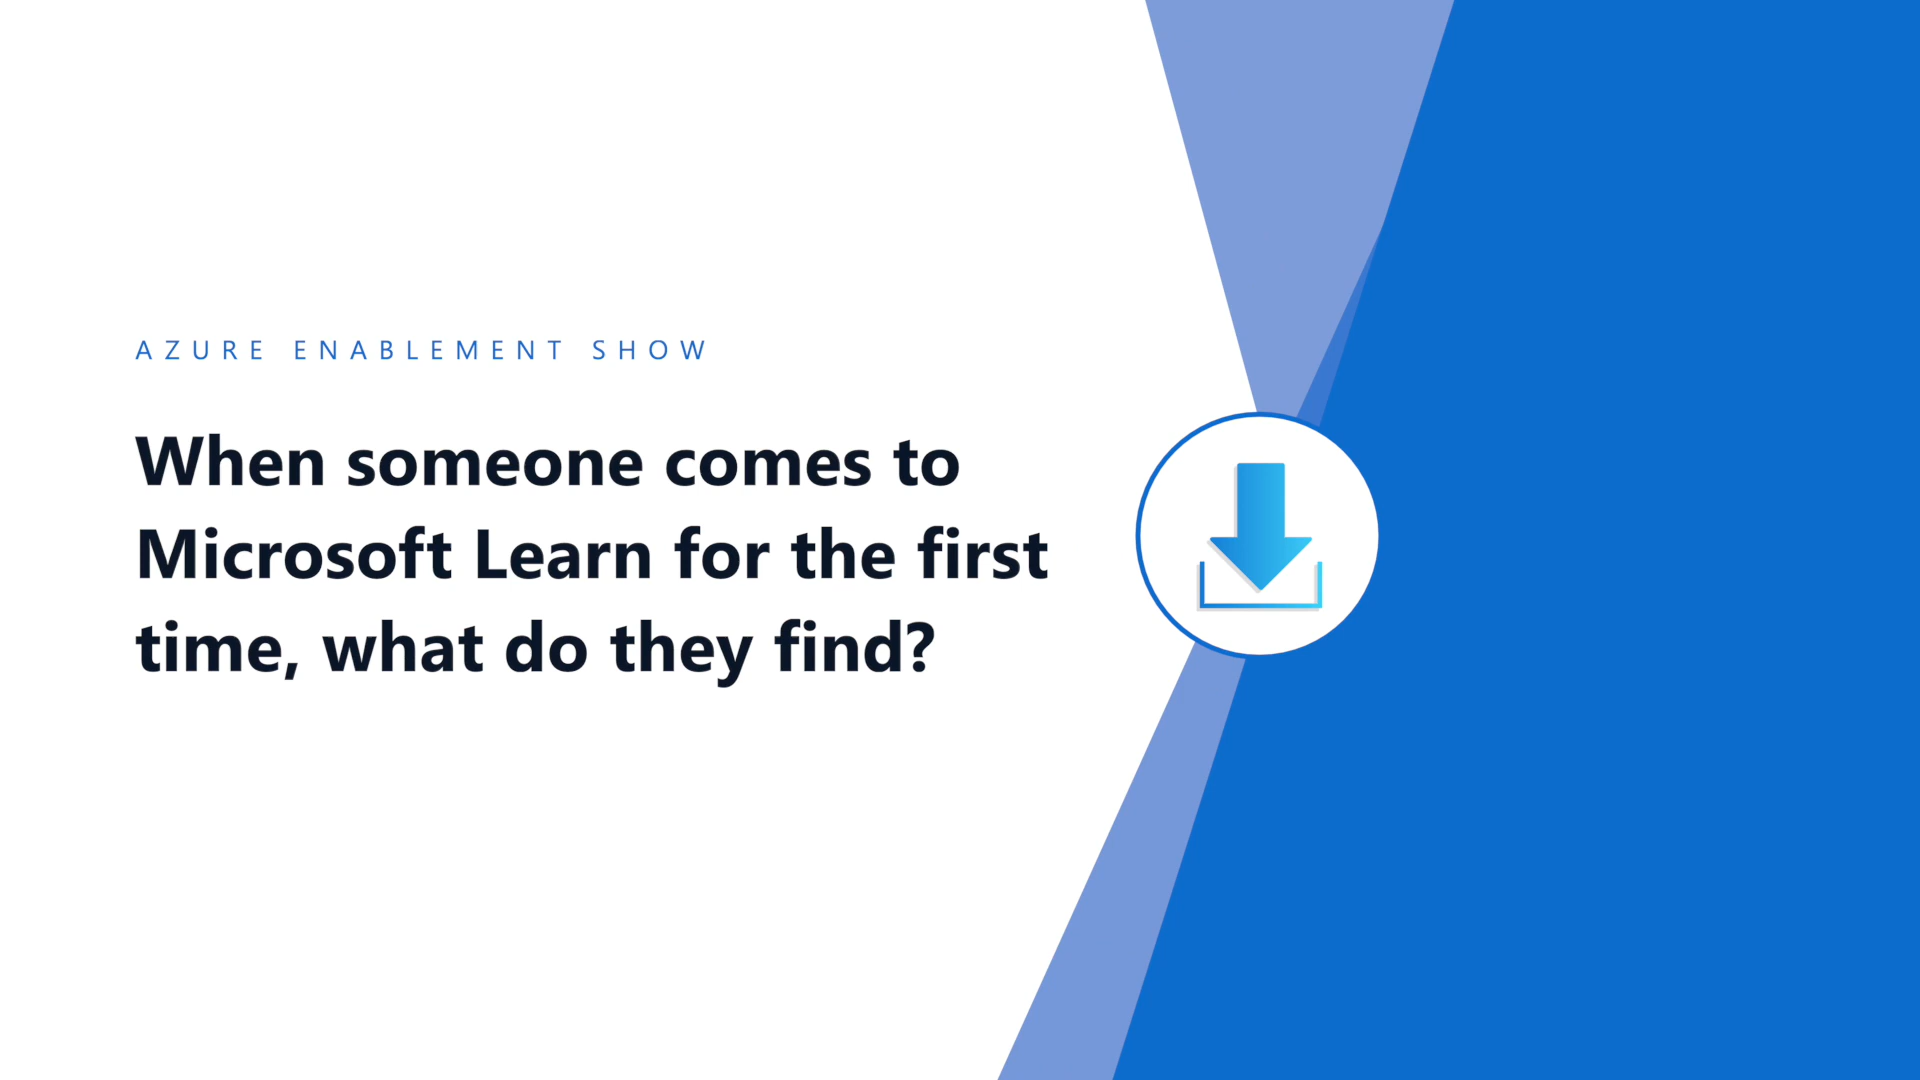 AZURE ENABLEMENT SHOW
When someone comes to
Microsoft Learn for the first
time, what do they find?